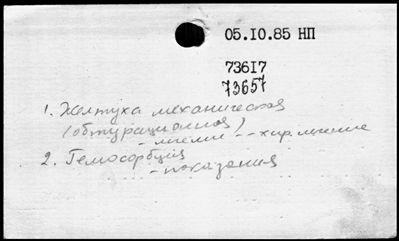 05.10.85 НП
73617
73657
1. Желтуха механическая
(обтурационная)
- лечение -- хир. лечение
2. Гемосорбция
- показания